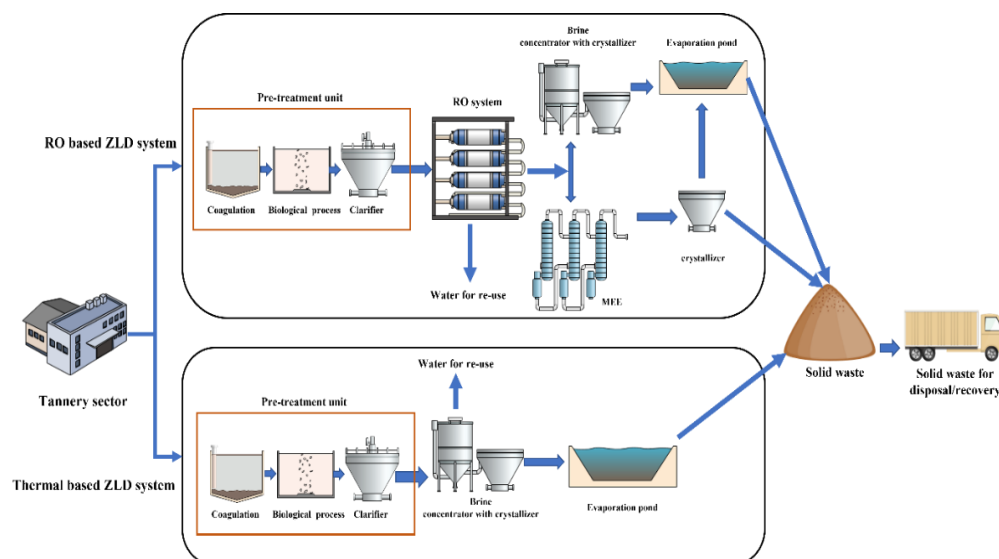 Brine
concentrator with crystallizer
Evaporation pond
Pre-treatment unit
RO system
RO based ZLD system
Coagulation
Biological process
Clarifier
crystallizer
Water for re-use
MEE
Tannery sector
Solid waste
Solid waste for
disposal/recovery
Water for re-use
Pre-treatment unit
Thermal based ZLD system
Coagulation
Biological process
Clarifier
Brine
concentrator with crystallizer
Evaporation pond